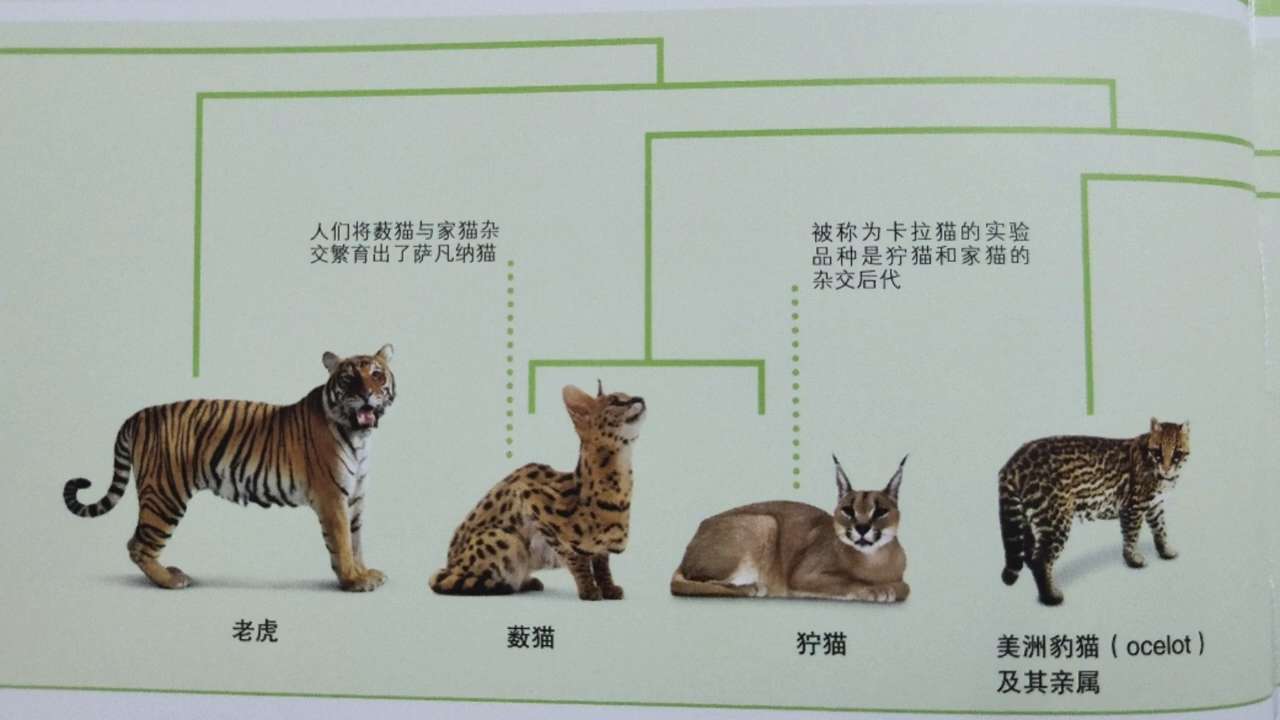 人们将薮猫与家猫杂
交繁育出了萨凡纳猫
被称为卡拉猫的实验
品种是狞猫和家猫的
杂交后代
老虎
薮猫
狞猫
美洲豹猫（ocelot）
及其亲属